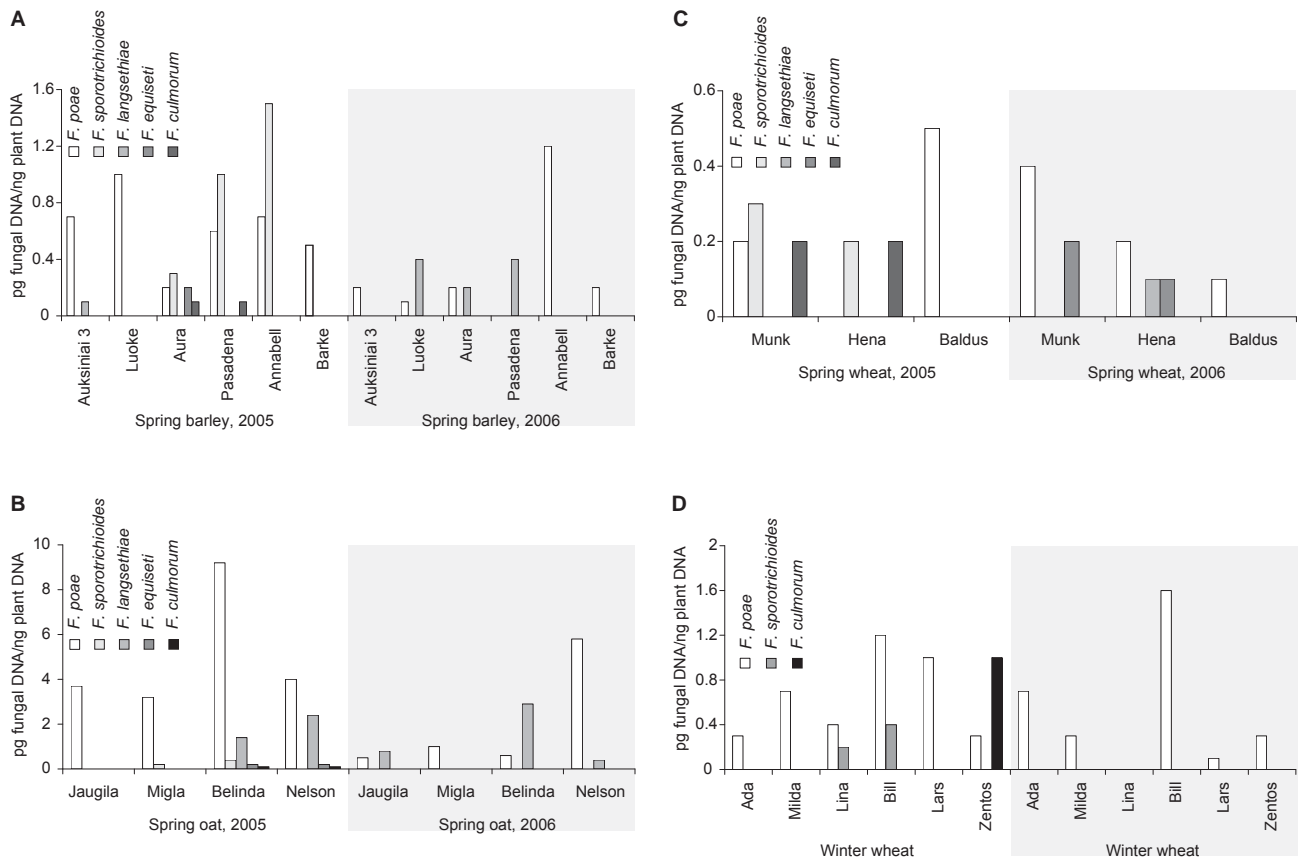 A
F. poae
F. sporotrichioides
F. langsethiae
F. equiseti
F. culmorum
pg fungal DNA/ng plant DNA
1.6
1.2
0.8
0.4
0
Auksiniai 3
Luoke
Aura
Pasadena
Annabell
Barke
Auksiniai 3
Luoke
Aura
Pasadena
Annabell
Barke
Spring barley, 2005
Spring barley, 2006
C
F. poae
F. sporotrichioides
F. langsethiae
F. equiseti
F. culmorum
pg fungal DNA/ng plant DNA
0.6
0.4
0.2
0
Munk
Hena
Baldus
Munk
Hena
Baldus
Spring wheat, 2005
Spring wheat, 2006
B
F. poae
F. sporotrichioides
F. langsethiae
F. equiseti
F. culmorum
pg fungal DNA/ng plant DNA
10
8
6
4
2
0
Jaugila
Migla
Belinda
Nelson
Jaugila
Migla
Belinda
Nelson
Spring oat, 2005
Spring oat, 2006
D
F. poae
F. sporotrichioides
F. culmorum
pg fungal DNA/ng plant DNA
2
1.6
1.2
0.8
0.4
0
Ada
Milda
Lina
Bill
Lars
Zentos
Ada
Milda
Lina
Bill
Lars
Zentos
Winter wheat
Winter wheat